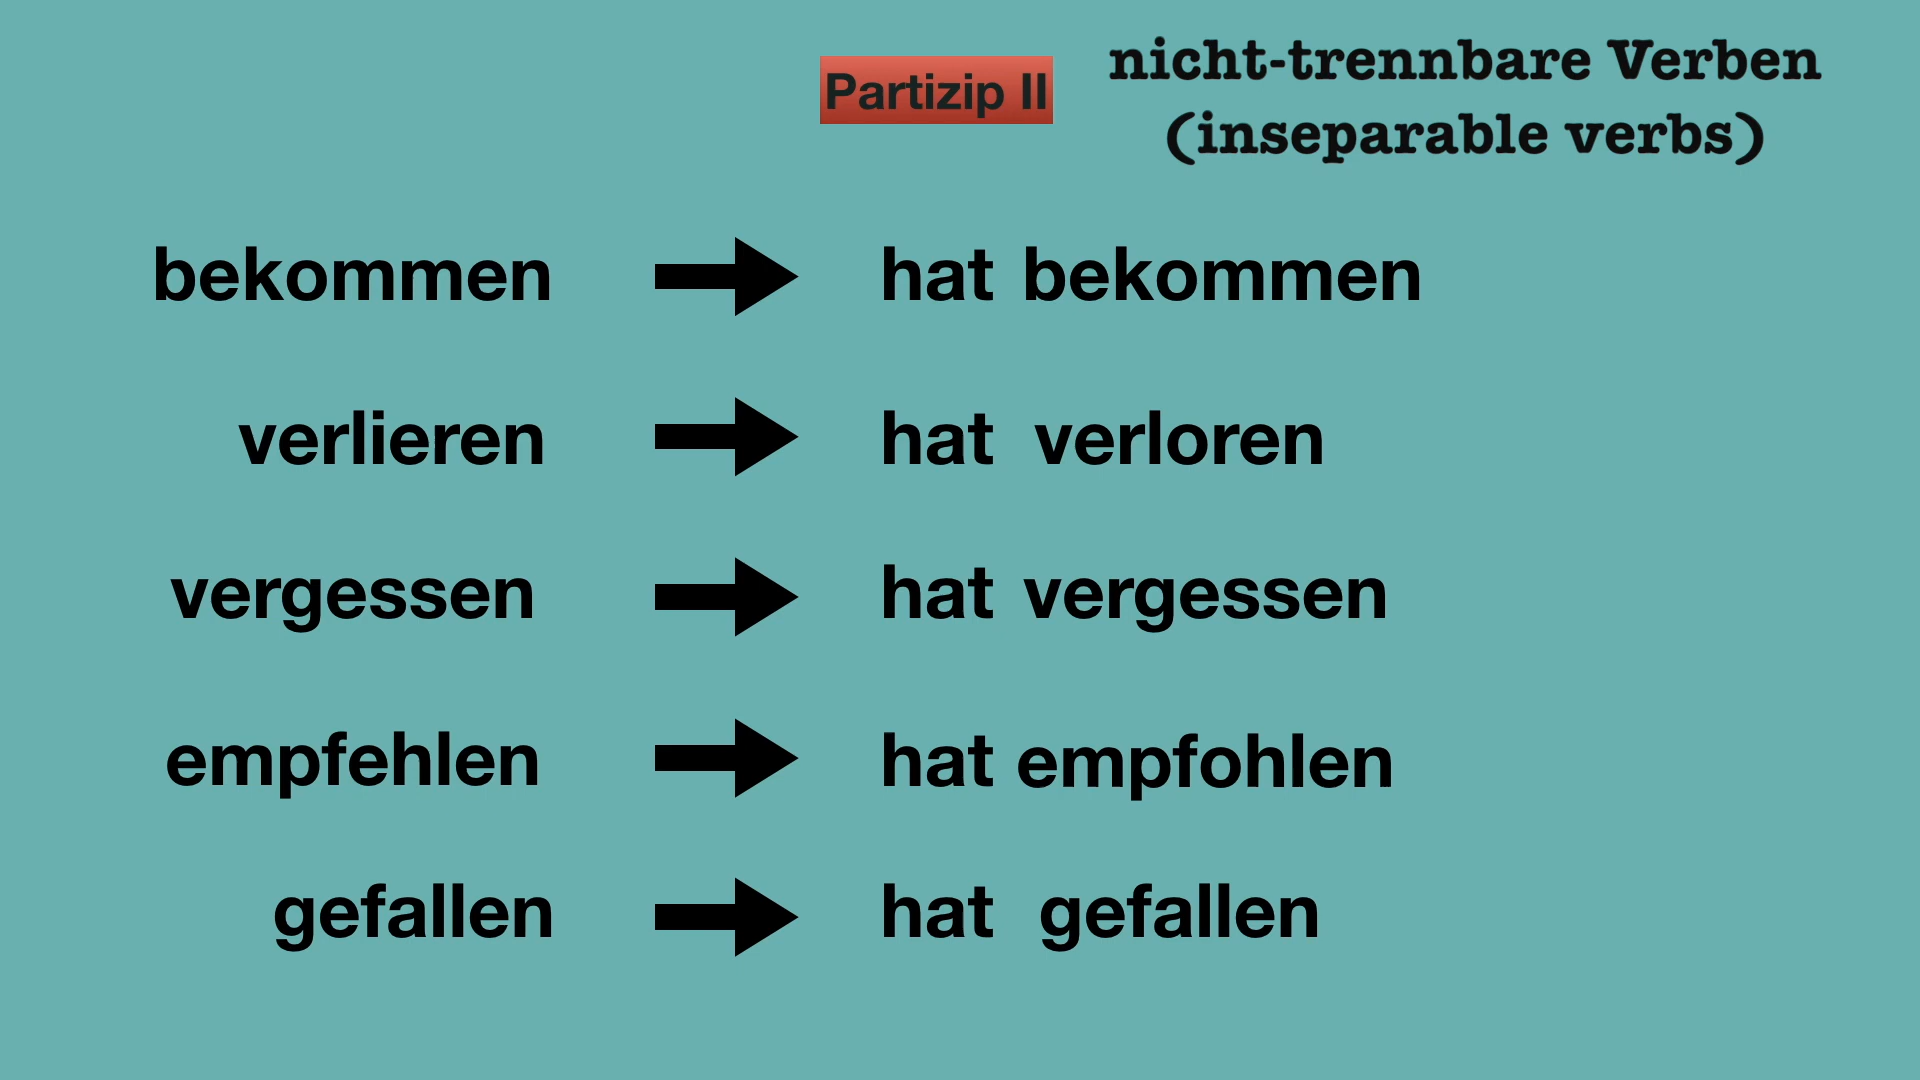 Partizip II
nicht-trennbare Verben
(inseparable verbs)
bekommen hat bekommen
verlieren hat verloren
vergessen hat vergessen
empfehlen hat empfohlen
gefallen hat gefallen